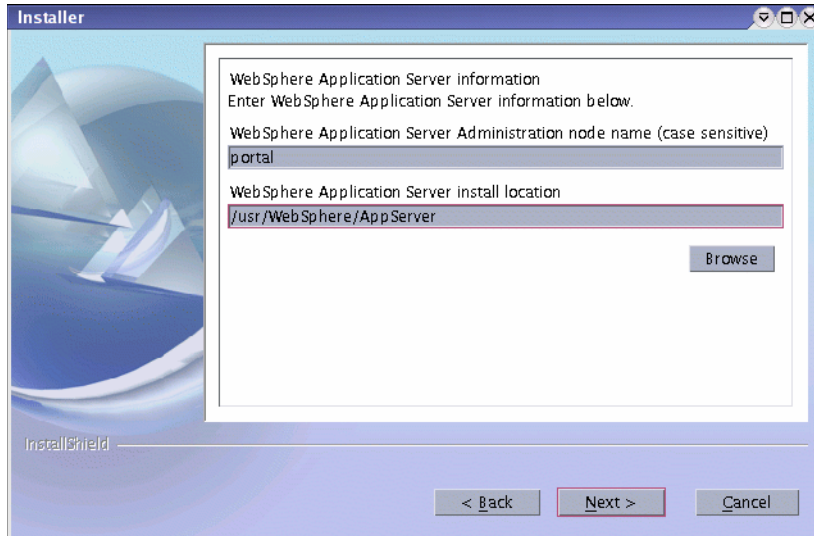 Installer
WebSphere Application Server information
Enter WebSphere Application Server information below.
WebSphere Application Server Administration node name (case sensitive)
portal
WebSphere Application Server install location
/usr/WebSphere/AppServer
Browse
InstallShield
< Back
Next >
Cancel